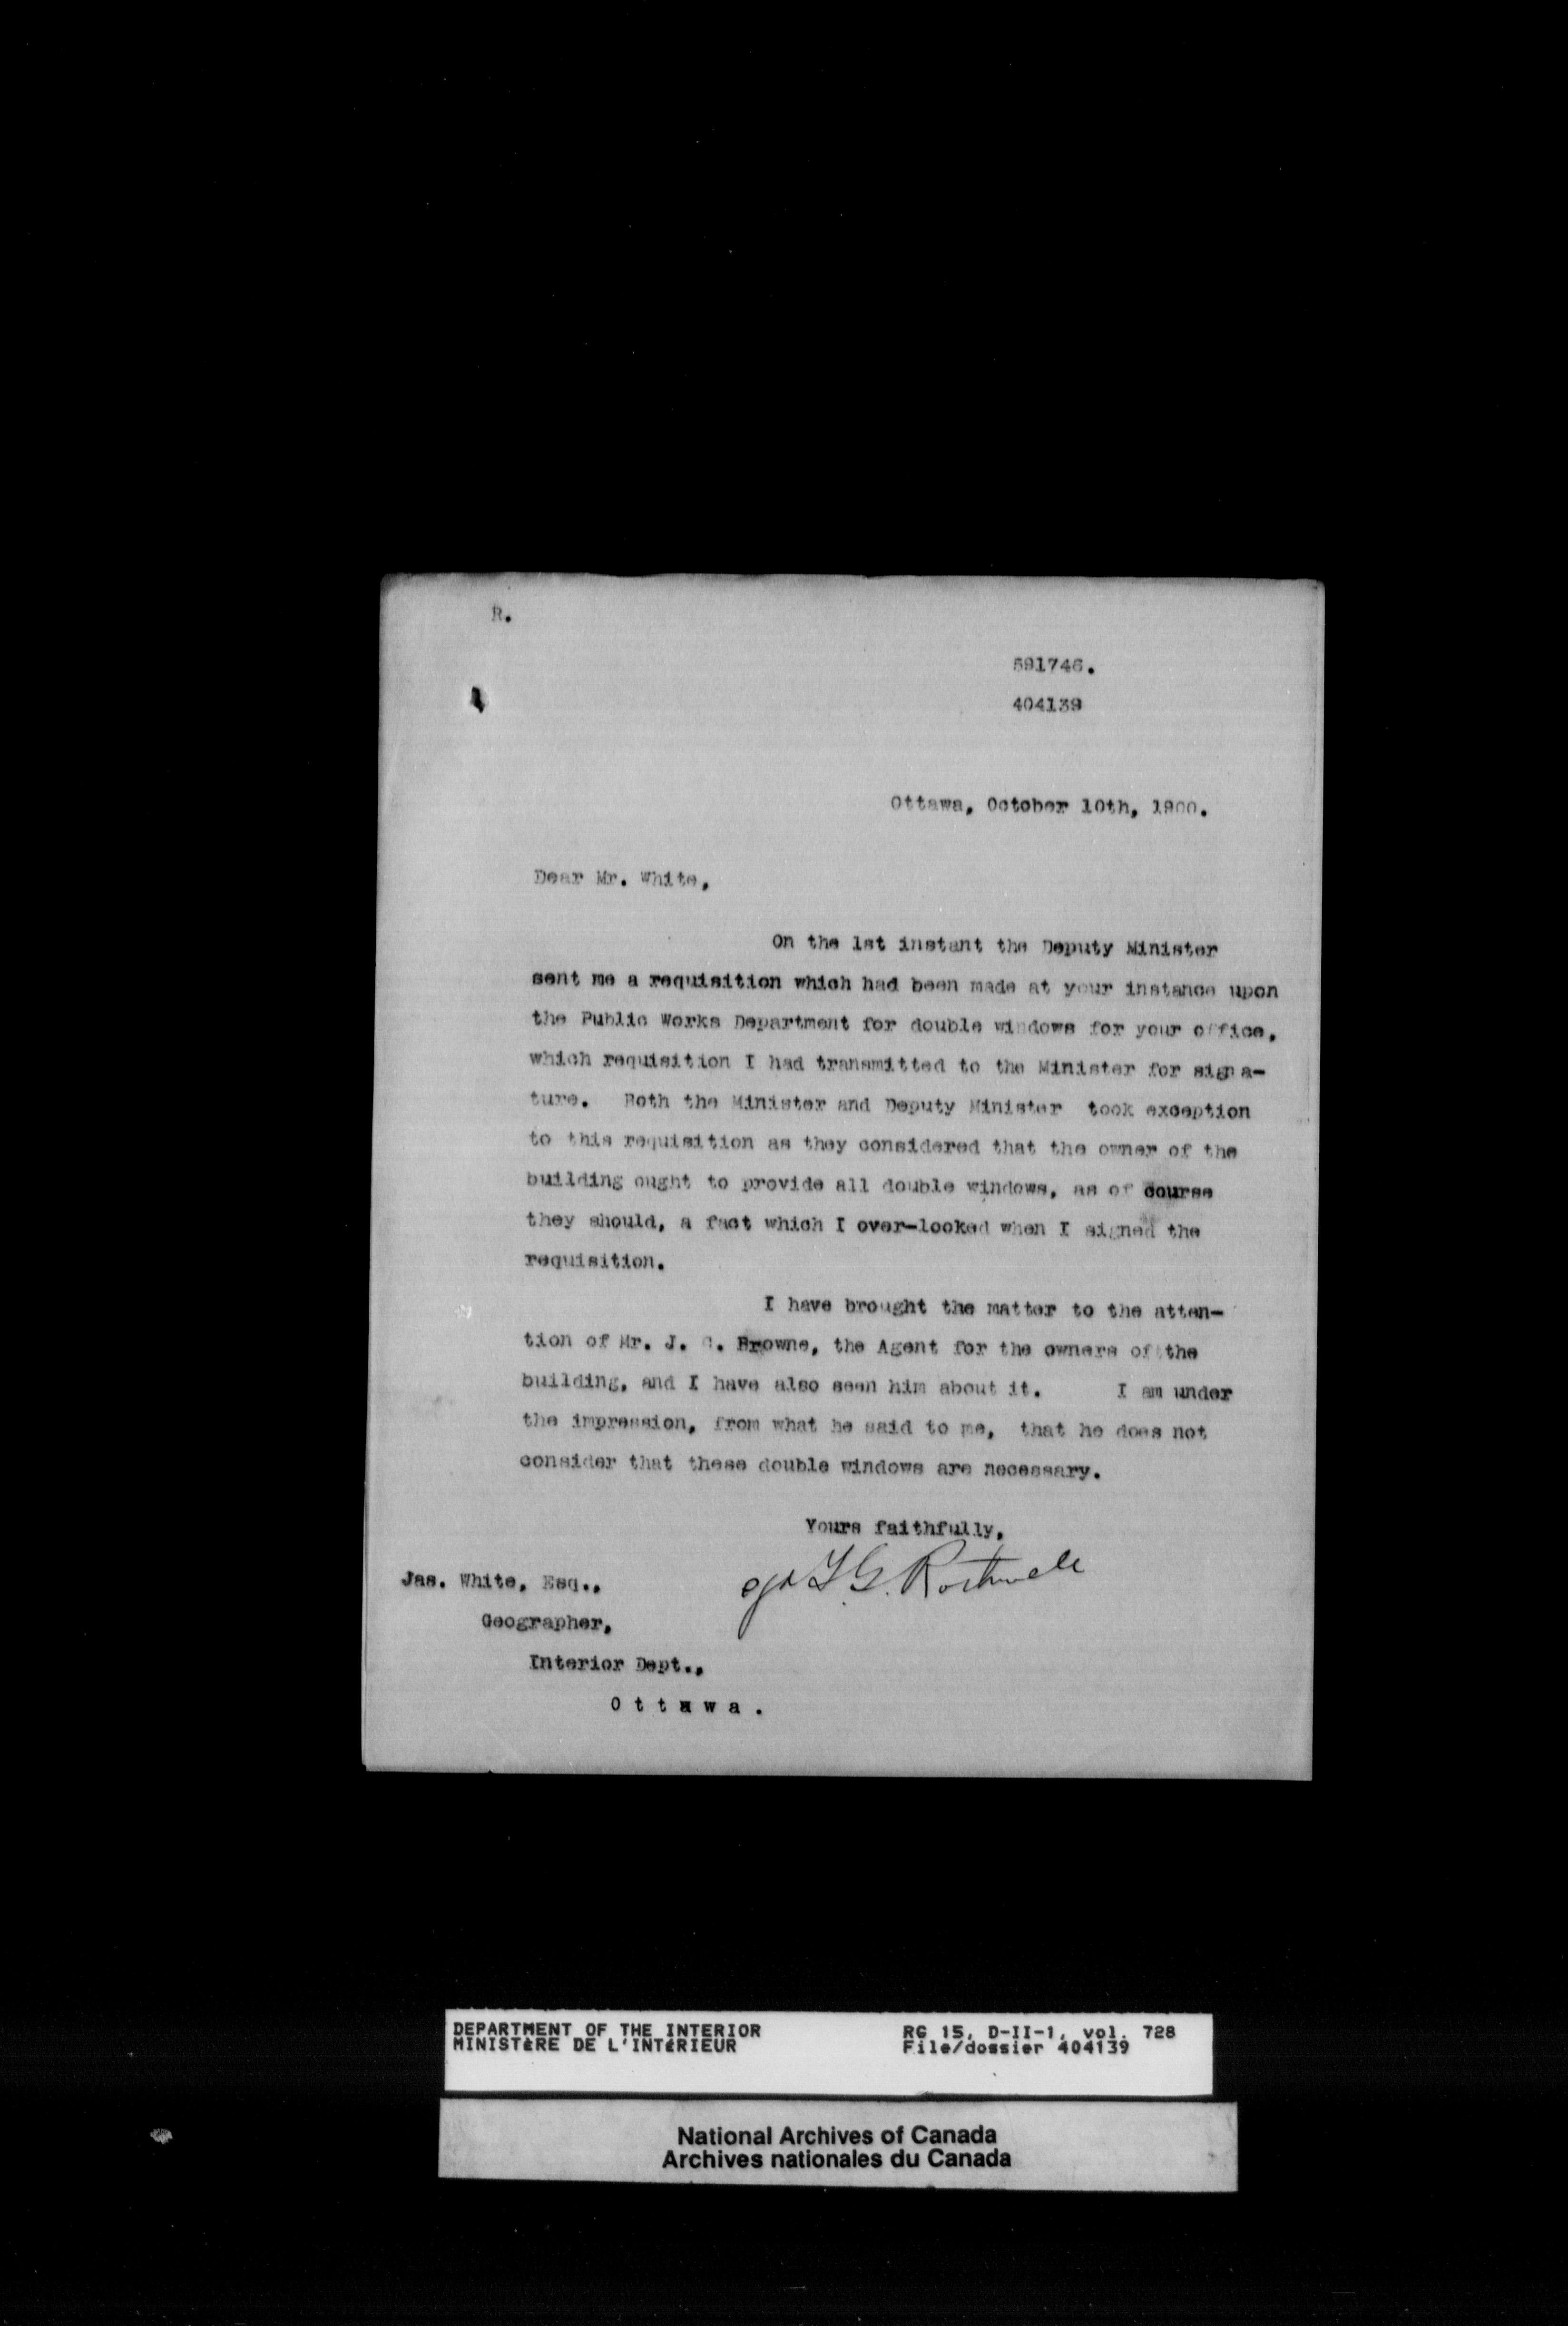 R.
591746.
404139
Ottawa, October 10th, 1900.
Dear Mr. White,
On the 1st instant the Deputy Minister
sent me a requisition which had been made at your instance upon
the Public Works Department for double windows for your office,
which requisition I had transmitted to the Minister for signa-
ture. Both the Minister and Deputy Minister took exception
to this requisition as they considered that the owner of the
building ought to provide all double windows, as of course
they should, a fact which I over-looked when I signed the
requisition.
I have brought the matter to the atten-
tion of Mr. J. Browne, the Agent for the owners of the
building, and I have also seen him about it. I am under
the impression, from what he said to me, that he does not
consider that these double windows are necessary.
Yours faithfully,
Jas. White, Esq.,
G. Rothwell
Geographer,
Interior Dept.,
Ottawa.
DEPARTMENT OF THE INTERIOR
MINISTÈRE DE L'INTÉRIEUR
RG 15, D-II-1, vol. 728
File/dossier 404139
National Archives of Canada
Archives nationales du Canada